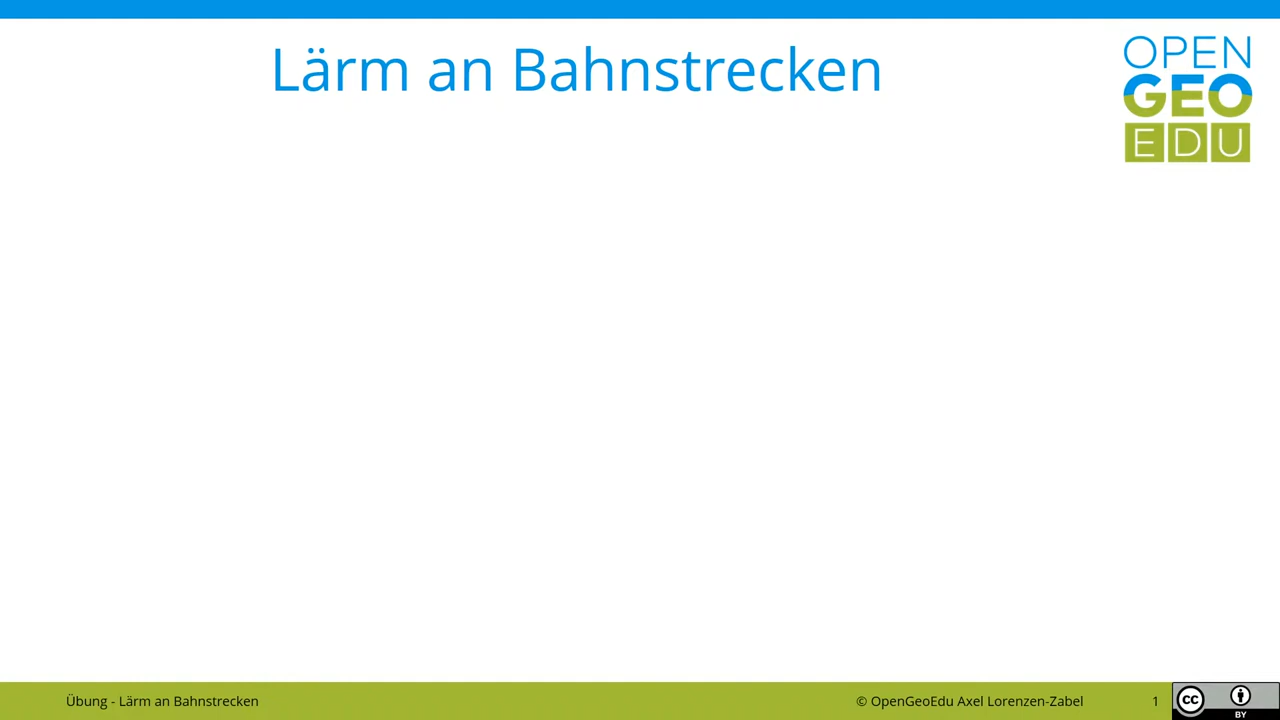 Lärm an Bahnstrecken
OPEN
GEO
EDU
Übung - Lärm an Bahnstrecken
© OpenGeoEdu Axel Lorenzen-Zabel
1
cc
BY